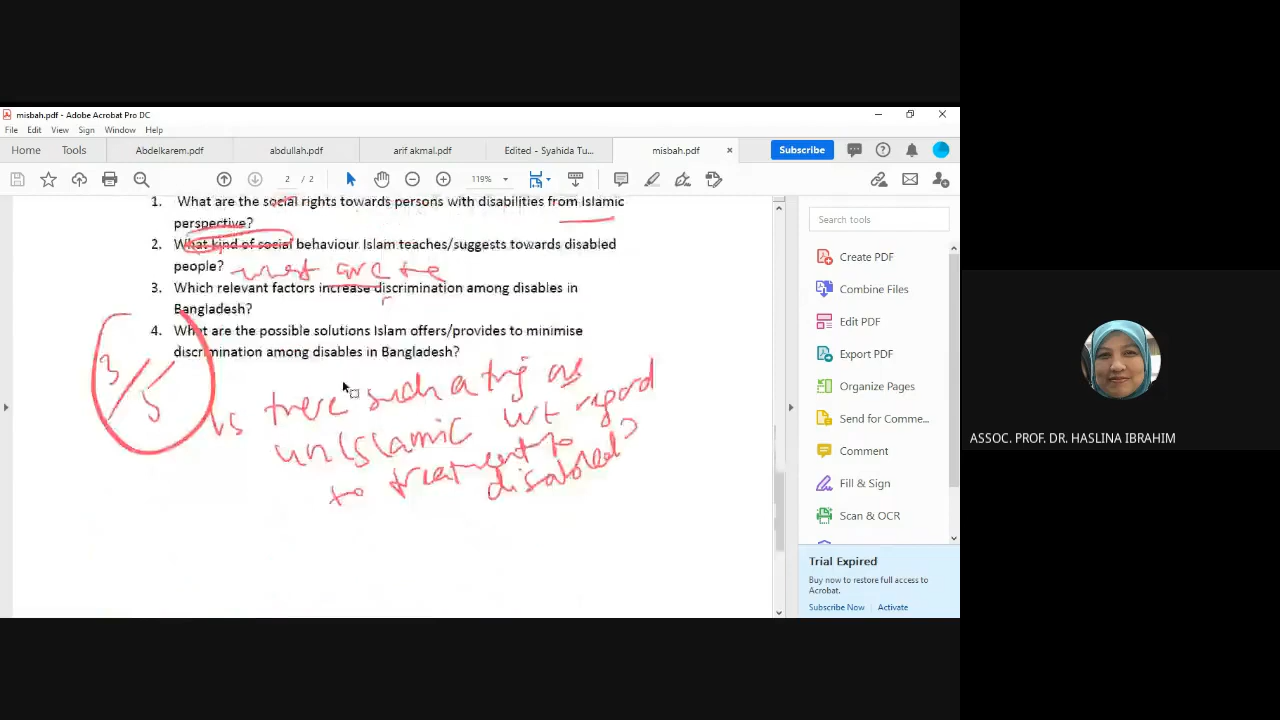 misbah.pdf - Adobe Acrobat Pro DC
File Edit View Sign Window Help
Home Tools Abdelkarem.pdf abdullah.pdf arif akmal.pdf Edited - Syahida Tu... misbah.pdf × Subscribe
2 / 2 119%
1. What are the social rights towards persons with disabilities from Islamic
perspective?
2. What kind of social behaviour Islam teaches/suggests towards disabled
people? what are the
3. Which relevant factors increase discrimination among disables in
Bangladesh?
4. What are the possible solutions Islam offers/provides to minimise
discrimination among disables in Bangladesh?
3/5
is there such a as
unislamic wt regard
to treatment to
disabled?
Search tools
Create PDF
Combine Files
Edit PDF
Export PDF
Organize Pages
Send for Comme...
Comment
Fill & Sign
Scan & OCR
Trial Expired
Buy now to restore full access to
Acrobat.
Subscribe Now Activate
ASSOC. PROF. DR. HASLINA IBRAHIM